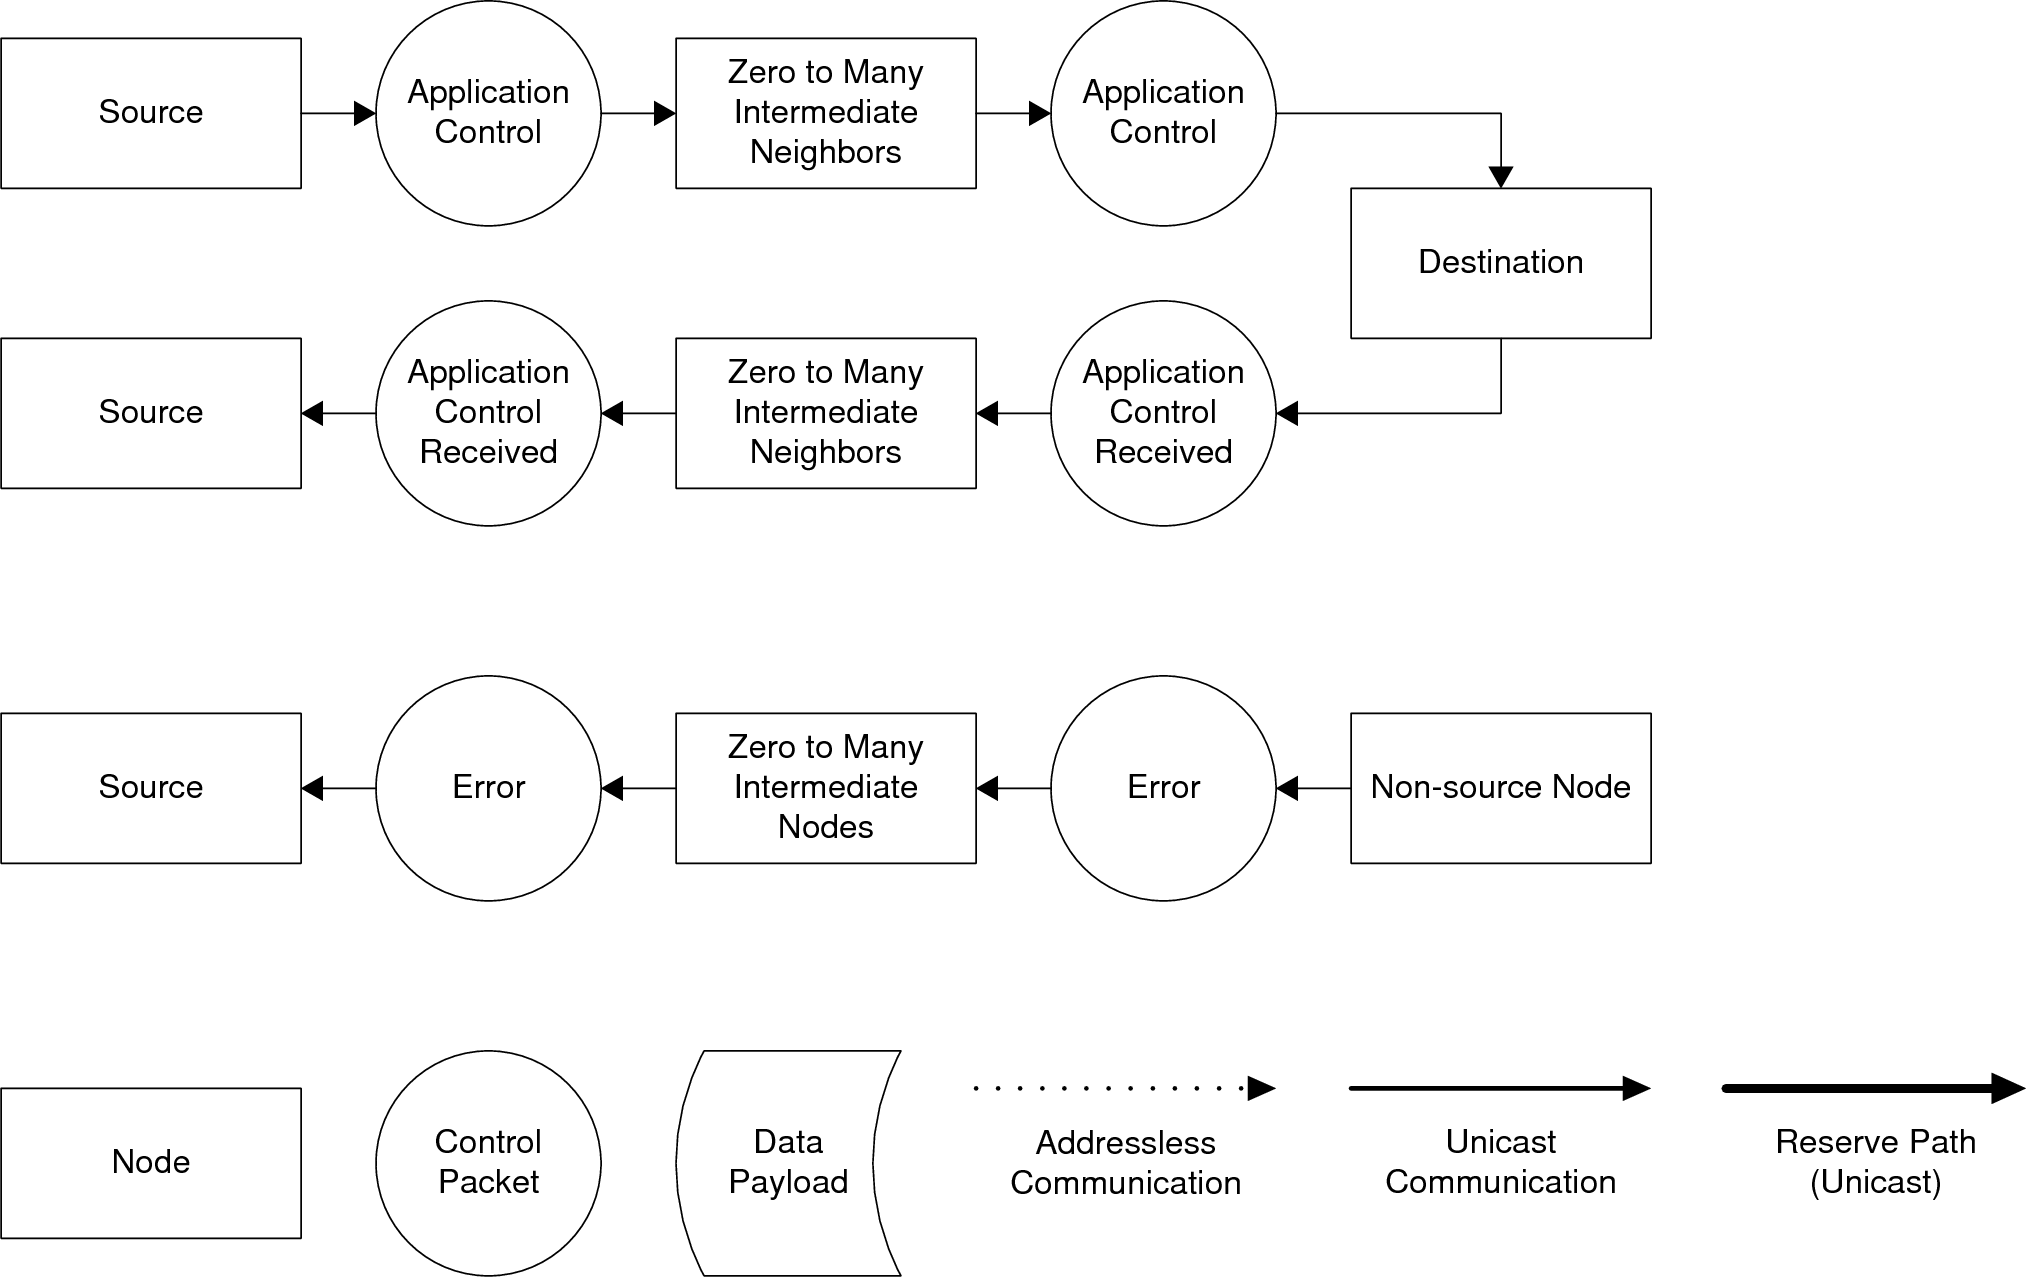 Source
Application
Control
Zero to Many
Intermediate
Neighbors
Application
Control
Destination
Source
Application
Control
Received
Zero to Many
Intermediate
Neighbors
Application
Control
Received
Source
Error
Zero to Many
Intermediate
Nodes
Error
Non-source Node
Node
Control
Packet
Data
Payload
Addressless
Communication
Unicast
Communication
Reserve Path
(Unicast)